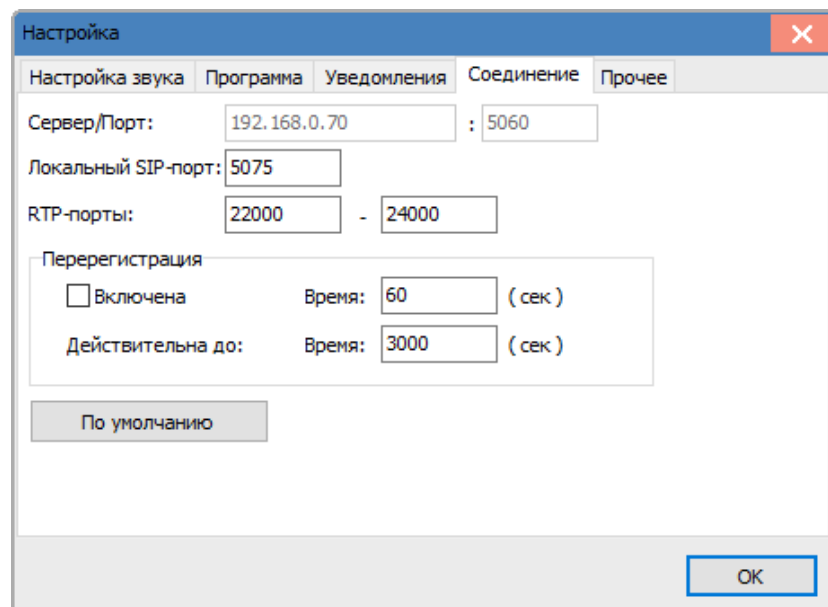 Настройка
Настройка звука Программа Уведомления Соединение Прочее
Сервер/Порт: 192.168.0.70 : 5060
Локальный SIP-порт: 5075
RTP-порты: 22000 - 24000
Перерегистрация
Включена Время: 60 ( сек )
Действительна до: Время: 3000 ( сек )
По умолчанию
OK